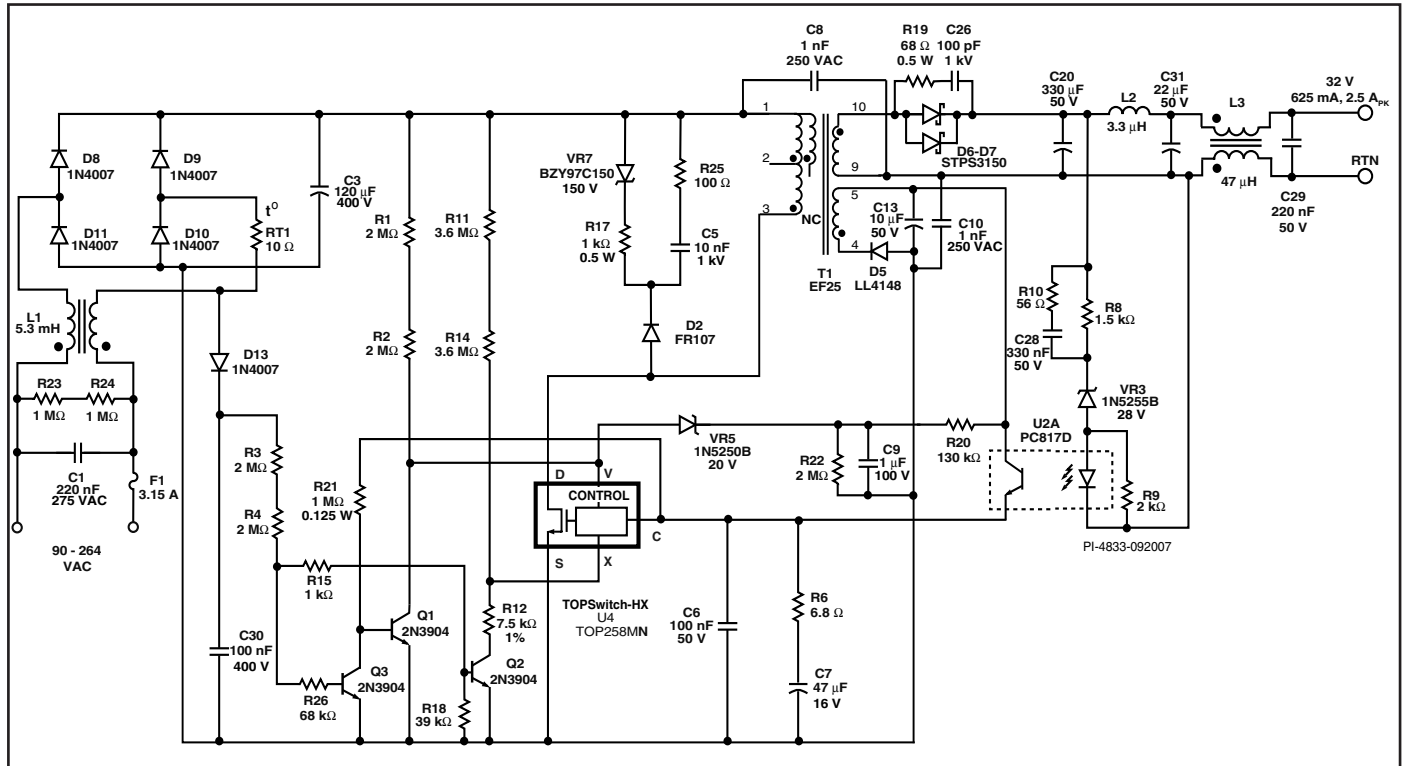 C8
1 nF
250 VAC
R19
68 Ω
0.5 W
C26
100 pF
1 kV
C20
330 μF
50 V
C31
22 μF
50 V
L2
3.3 μH
L3
47 μH
32 V
625 mA, 2.5 A_PK
RTN
C29
220 nF
50 V
D6-D7
STPS3150
1
2
3
NC
10
9
5
4
T1
EF25
D8
1N4007
D9
1N4007
D11
1N4007
D10
1N4007
C3
120 μF
400 V
t°
RT1
10 Ω
R1
2 MΩ
R11
3.6 MΩ
VR7
BZY97C150
150 V
R25
100 Ω
R17
1 kΩ
0.5 W
C5
10 nF
1 kV
C13
10 μF
50 V
C10
1 nF
250 VAC
D5
LL4148
L1
5.3 mH
D13
1N4007
R2
2 MΩ
R14
3.6 MΩ
D2
FR107
R10
56 Ω
R8
1.5 kΩ
C28
330 nF
50 V
R23
1 MΩ
R24
1 MΩ
C1
220 nF
275 VAC
F1
3.15 A
90 - 264
VAC
R3
2 MΩ
R4
2 MΩ
R21
1 MΩ
0.125 W
VR5
1N5250B
20 V
R22
2 MΩ
C9
1 μF
100 V
R20
130 kΩ
U2A
PC817D
VR3
1N5255B
28 V
R9
2 kΩ
PI-4833-092007
D
V
CONTROL
C
S
X
TOPSwitch-HX
U4
TOP258MN
R15
1 kΩ
R12
7.5 kΩ
1%
Q1
2N3904
Q2
2N3904
Q3
2N3904
C30
100 nF
400 V
R26
68 kΩ
R18
39 kΩ
C6
100 nF
50 V
R6
6.8 Ω
C7
47 μF
16 V